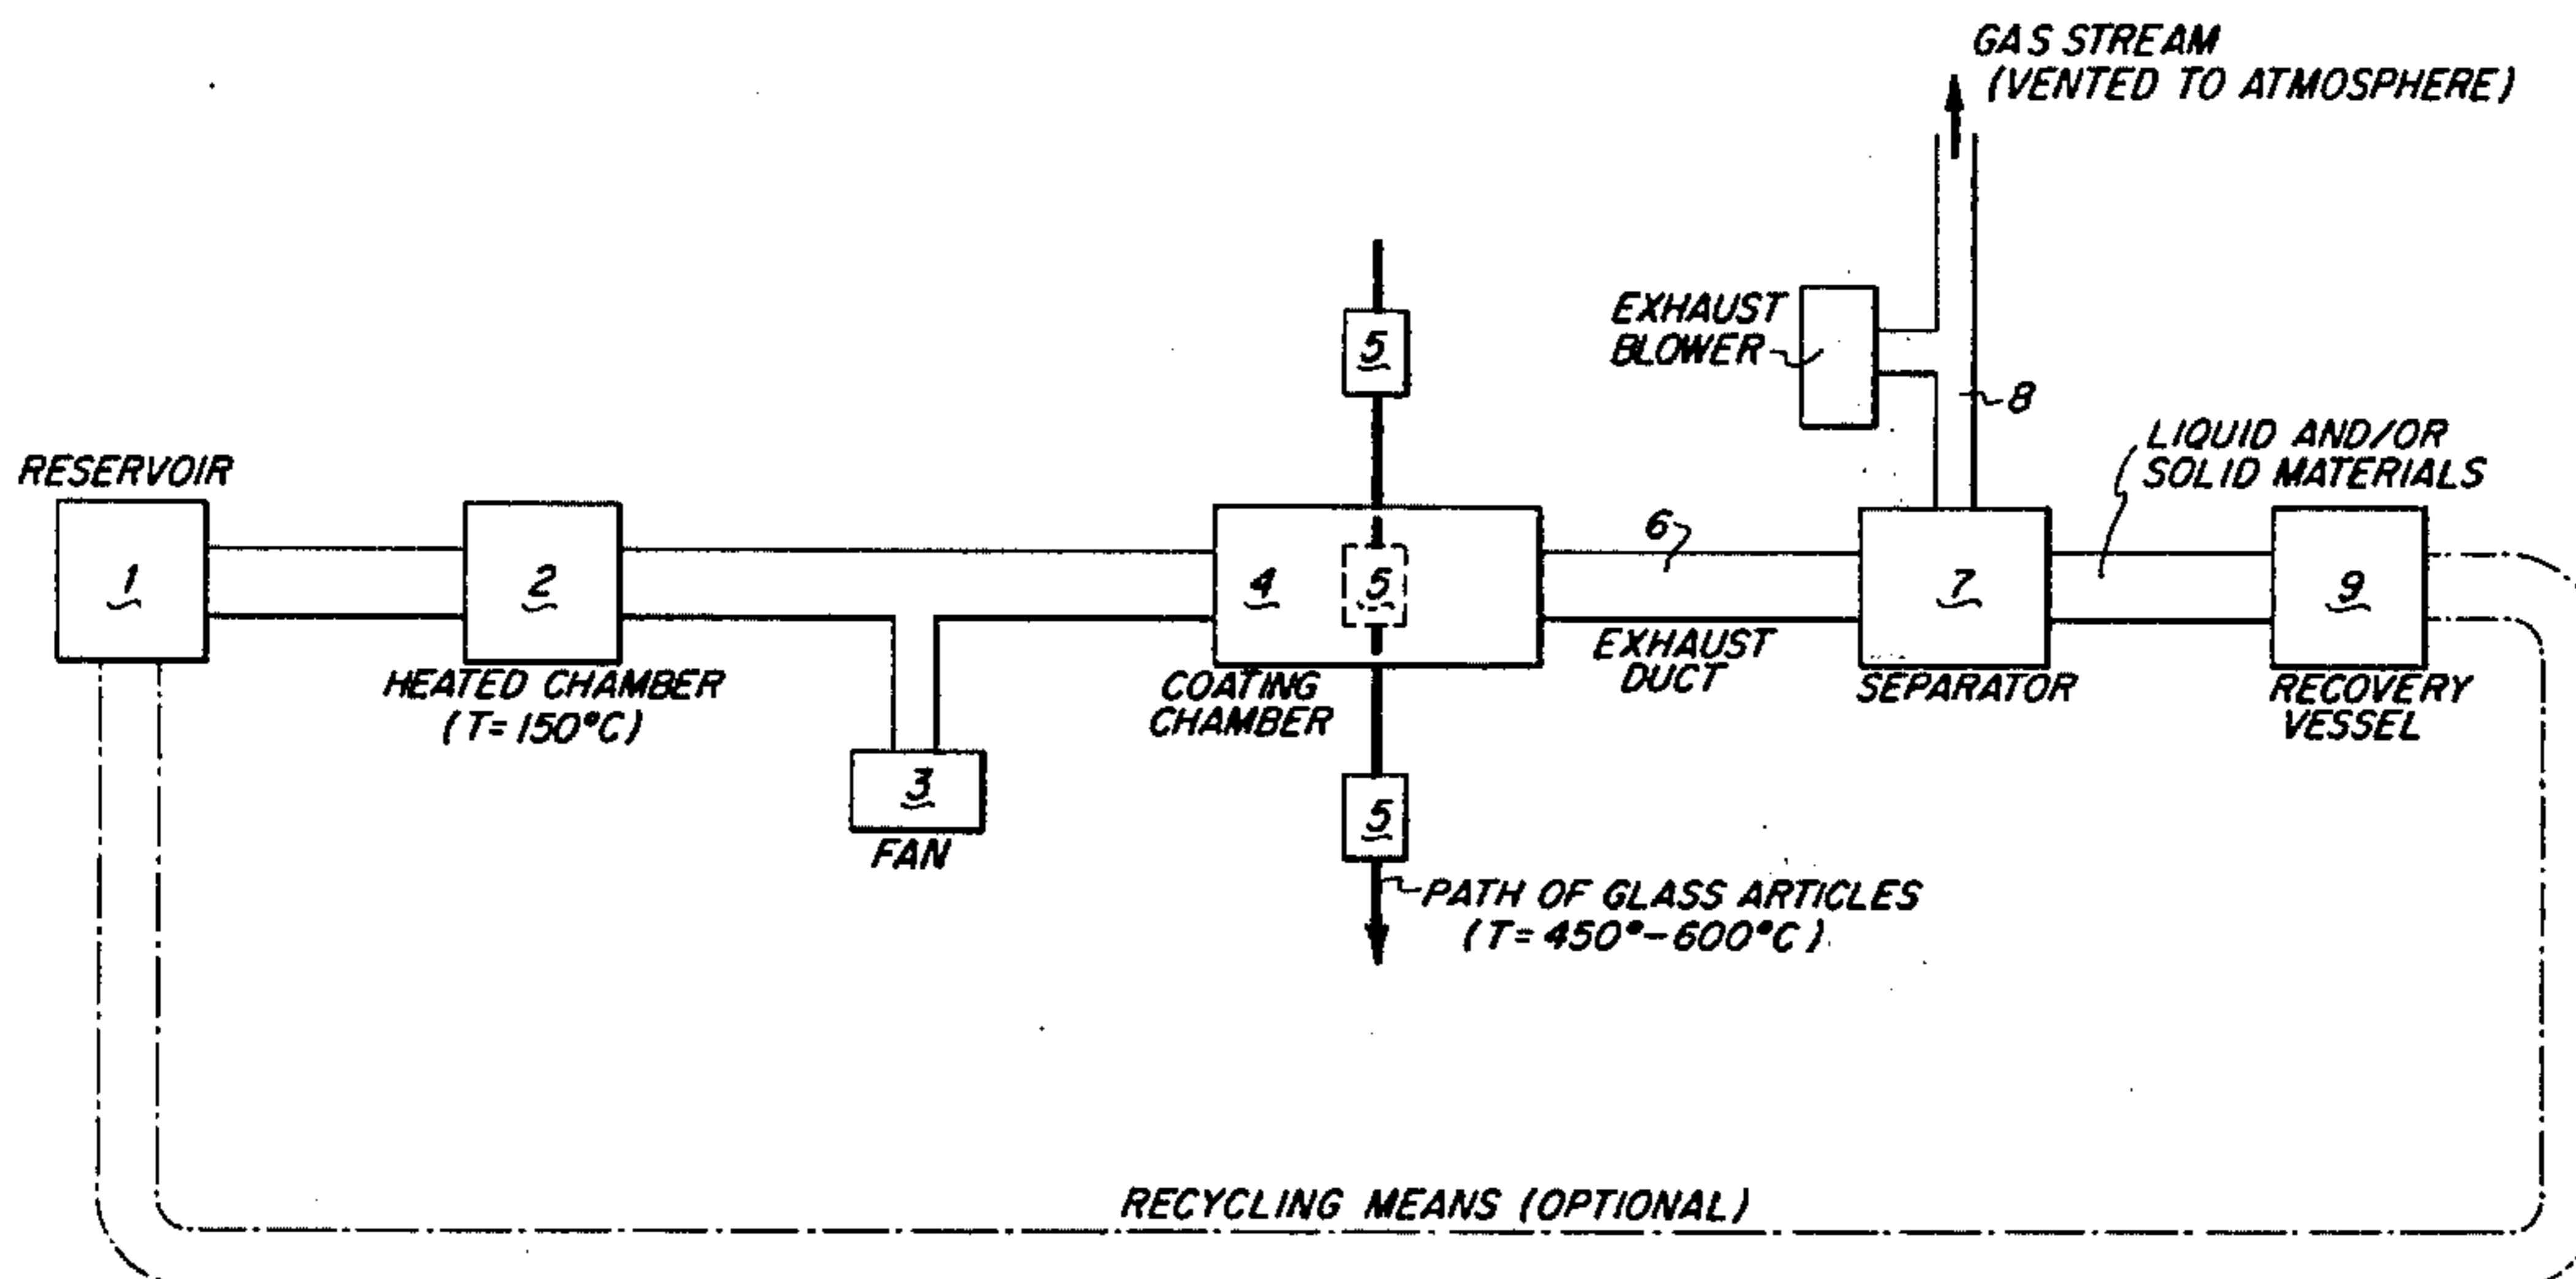 GAS STREAM
(VENTED TO ATMOSPHERE)
EXHAUST
BLOWER
5
8
LIQUID AND/OR
SOLID MATERIALS
RESERVOIR
6
1
2
4
5
7
9
HEATED CHAMBER
(T= 150°C)
COATING
CHAMBER
EXHAUST
DUCT
SEPARATOR
RECOVERY
VESSEL
3
FAN
5
PATH OF GLASS ARTICLES
(T= 450°-600°C)
RECYCLING MEANS (OPTIONAL)